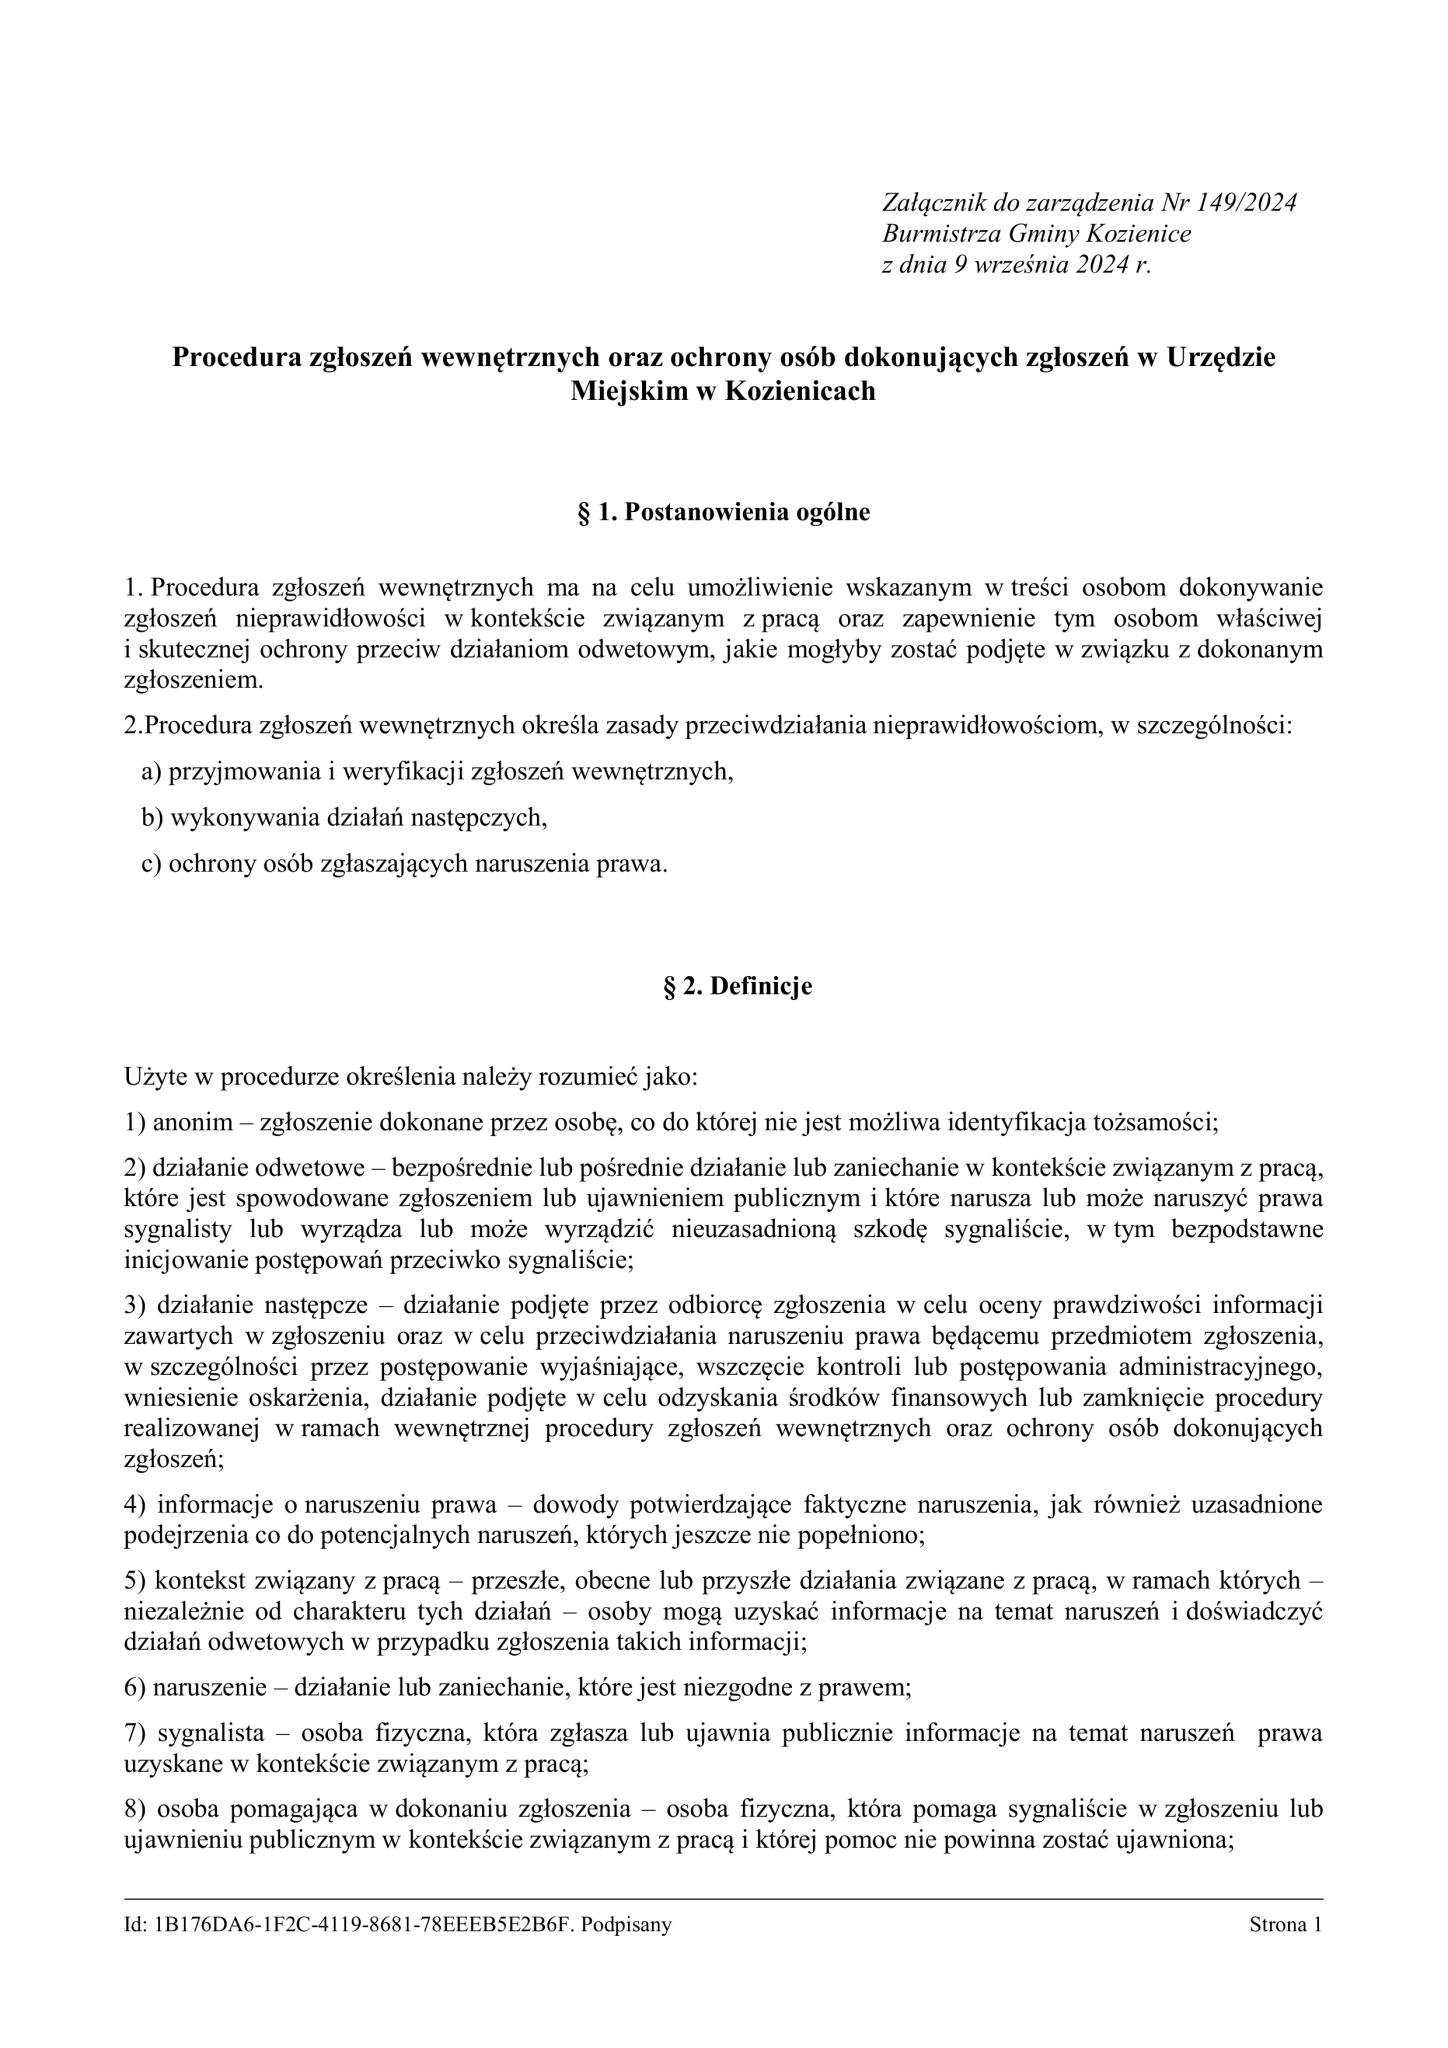 Załącznik do zarządzenia Nr 149/2024
Burmistrza Gminy Kozienice
z dnia 9 września 2024 r.
Procedura zgłoszeń wewnętrznych oraz ochrony osób dokonujących zgłoszeń w Urzędzie
Miejskim w Kozienicach
§ 1. Postanowienia ogólne
1. Procedura zgłoszeń wewnętrznych ma na celu umożliwienie wskazanym w treści osobom dokonywanie
zgłoszeń nieprawidłowości w kontekście związanym z pracą oraz zapewnienie tym osobom właściwej
i skutecznej ochrony przeciw działaniom odwetowym, jakie mogłyby zostać podjęte w związku z dokonanym
zgłoszeniem.
2.Procedura zgłoszeń wewnętrznych określa zasady przeciwdziałania nieprawidłowościom, w szczególności:
a) przyjmowania i weryfikacji zgłoszeń wewnętrznych,
b) wykonywania działań następczych,
c) ochrony osób zgłaszających naruszenia prawa.
§ 2. Definicje
Użyte w procedurze określenia należy rozumieć jako:
1) anonim – zgłoszenie dokonane przez osobę, co do której nie jest możliwa identyfikacja tożsamości;
2) działanie odwetowe – bezpośrednie lub pośrednie działanie lub zaniechanie w kontekście związanym z pracą,
które jest spowodowane zgłoszeniem lub ujawnieniem publicznym i które narusza lub może naruszyć prawa
sygnalisty lub wyrządza lub może wyrządzić nieuzasadnioną szkodę sygnaliście, w tym bezpodstawne
inicjowanie postępowań przeciwko sygnaliście;
3) działanie następcze – działanie podjęte przez odbiorcę zgłoszenia w celu oceny prawdziwości informacji
zawartych w zgłoszeniu oraz w celu przeciwdziałania naruszeniu prawa będącemu przedmiotem zgłoszenia,
w szczególności przez postępowanie wyjaśniające, wszczęcie kontroli lub postępowania administracyjnego,
wniesienie oskarżenia, działanie podjęte w celu odzyskania środków finansowych lub zamknięcie procedury
realizowanej w ramach wewnętrznej procedury zgłoszeń wewnętrznych oraz ochrony osób dokonujących
zgłoszeń;
4) informacje o naruszeniu prawa – dowody potwierdzające faktyczne naruszenia, jak również uzasadnione
podejrzenia co do potencjalnych naruszeń, których jeszcze nie popełniono;
5) kontekst związany z pracą – przeszłe, obecne lub przyszłe działania związane z pracą, w ramach których –
niezależnie od charakteru tych działań – osoby mogą uzyskać informacje na temat naruszeń i doświadczyć
działań odwetowych w przypadku zgłoszenia takich informacji;
6) naruszenie – działanie lub zaniechanie, które jest niezgodne z prawem;
7) sygnalista – osoba fizyczna, która zgłasza lub ujawnia publicznie informacje na temat naruszeń prawa
uzyskane w kontekście związanym z pracą;
8) osoba pomagająca w dokonaniu zgłoszenia – osoba fizyczna, która pomaga sygnaliście w zgłoszeniu lub
ujawnieniu publicznym w kontekście związanym z pracą i której pomoc nie powinna zostać ujawniona;
Id: 1B176DA6-1F2C-4119-8681-78EEEB5E2B6F. Podpisany
Strona 1